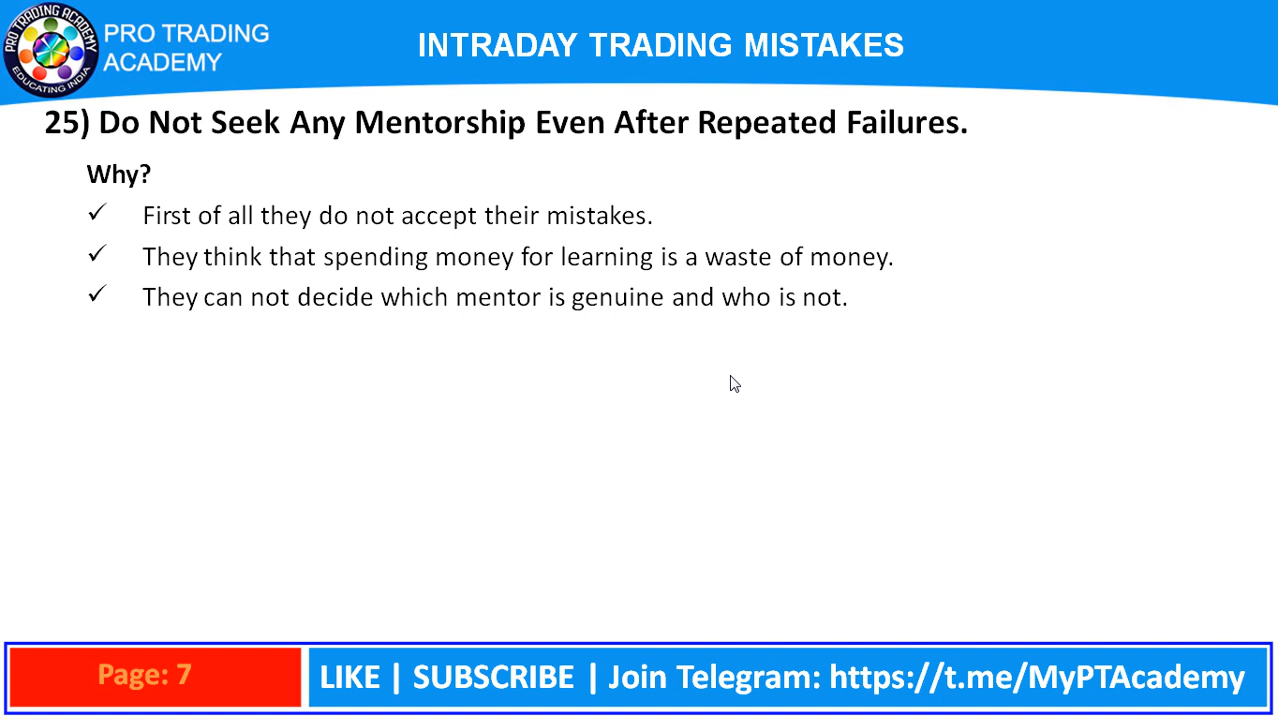 PRO TRADING ACADEMY
EDUCATING INDIA
PRO TRADING
ACADEMY
INTRADAY TRADING MISTAKES
25) Do Not Seek Any Mentorship Even After Repeated Failures.
Why?
✓ First of all they do not accept their mistakes.
✓ They think that spending money for learning is a waste of money.
✓ They can not decide which mentor is genuine and who is not.
Page: 7
LIKE | SUBSCRIBE | Join Telegram: https://t.me/MyPTAcademy